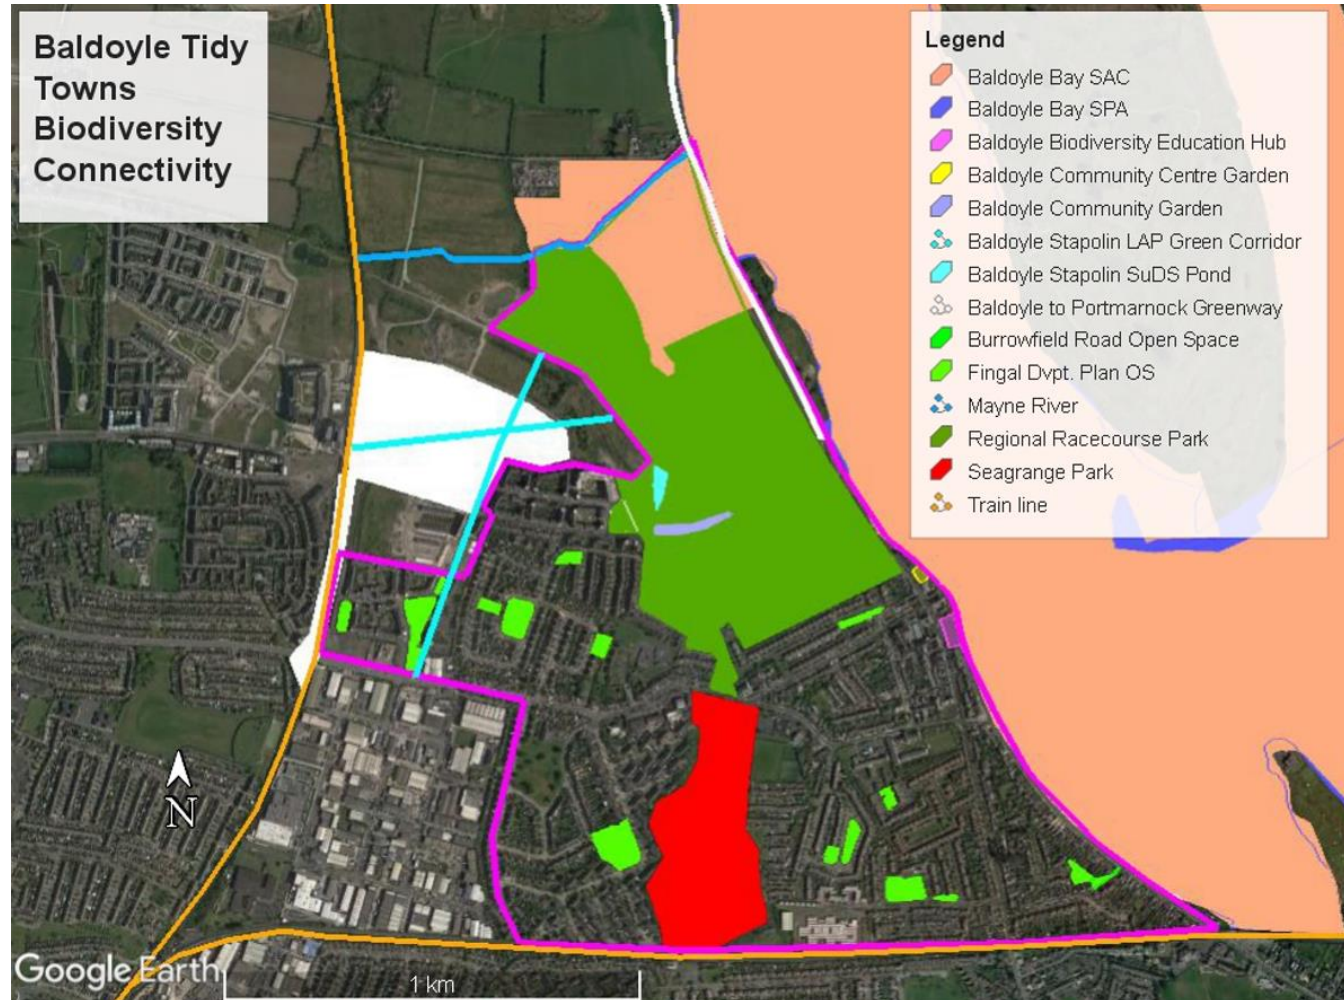 Baldoyle Tidy
Towns
Biodiversity
Connectivity
Legend
Baldoyle Bay SAC
Baldoyle Bay SPA
Baldoyle Biodiversity Education Hub
Baldoyle Community Centre Garden
Baldoyle Community Garden
Baldoyle Stapolin LAP Green Corridor
Baldoyle Stapolin SuDS Pond
Baldoyle to Portmarnock Greenway
Burrowfield Road Open Space
Fingal Dvpt. Plan OS
Mayne River
Regional Racecourse Park
Seagrange Park
Train line
N
Google Earth
1 km